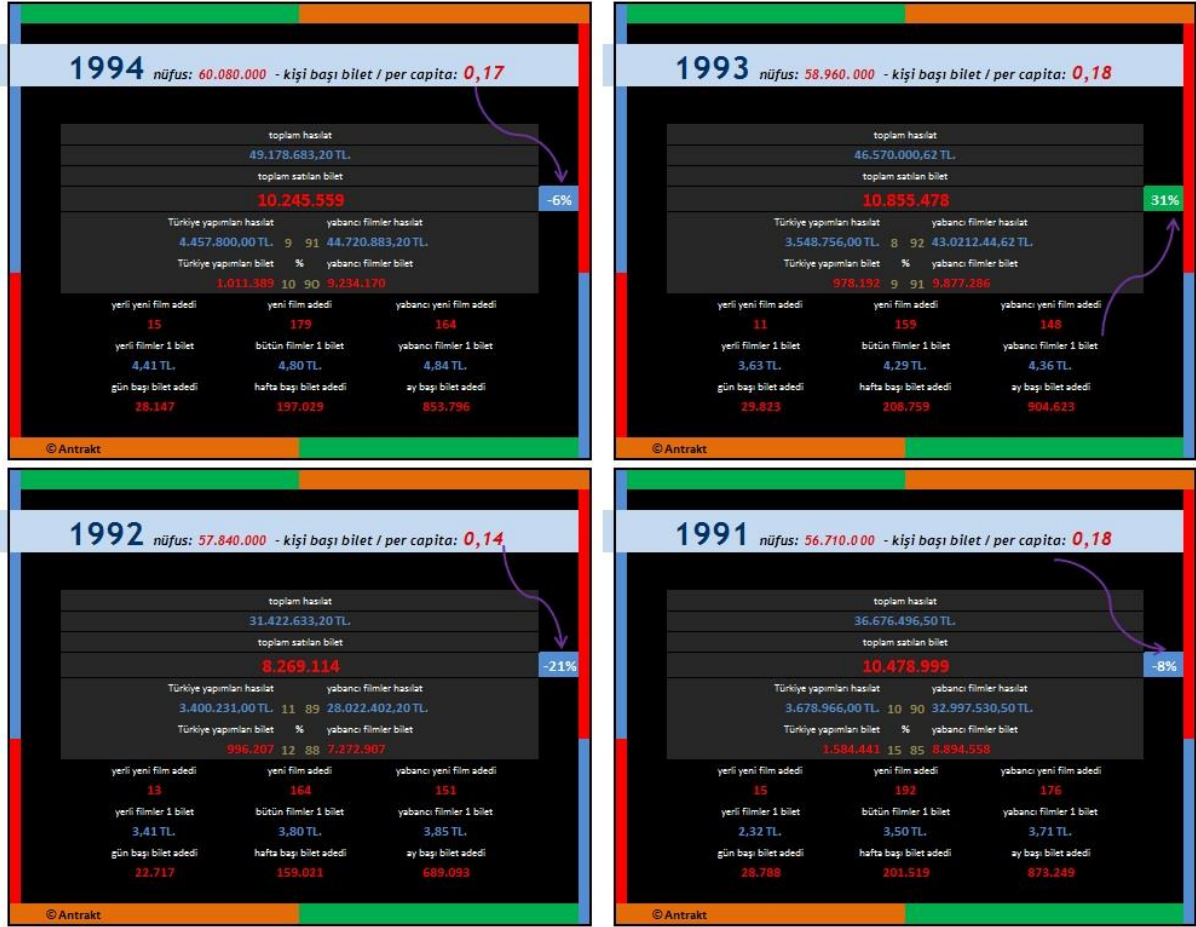 1994 nüfus: 60.080.000 - kişi başı bilet / per capita: 0,17
toplam hasılat
49.178.683,20 TL.
toplam satılan bilet
10.245.559 -6%
Türkiye yapımları hasılat yabancı filmler hasılat
4.457.800,00 TL. 9 91 44.720.883,20 TL.
Türkiye yapımları bilet % yabancı filmler bilet
1.011.389 10 90 9.234.170
yerli yeni film adedi yeni film adedi yabancı yeni film adedi
15 179 164
yerli filmler 1 bilet bütün filmler 1 bilet yabancı filmler 1 bilet
4,41 TL. 4,80 TL. 4,84 TL.
gün başı bilet adedi hafta başı bilet adedi ay başı bilet adedi
28.147 197.029 853.796
© Antrakt
1993 nüfus: 58.960.000 - kişi başı bilet / per capita: 0,18
toplam hasılat
46.570.000,62 TL.
toplam satılan bilet
10.855.478 31%
Türkiye yapımları hasılat yabancı filmler hasılat
3.548.756,00 TL. 8 92 43.0212.44,62 TL.
Türkiye yapımları bilet % yabancı filmler bilet
978.192 9 91 9.877.286
yerli yeni film adedi yeni film adedi yabancı yeni film adedi
11 159 148
yerli filmler 1 bilet bütün filmler 1 bilet yabancı filmler 1 bilet
3,63 TL. 4,29 TL. 4,36 TL.
gün başı bilet adedi hafta başı bilet adedi ay başı bilet adedi
29.823 208.759 904.623
© Antrakt
1992 nüfus: 57.840.000 - kişi başı bilet / per capita: 0,14
toplam hasılat
31.422.633,20 TL.
toplam satılan bilet
8.269.114 -21%
Türkiye yapımları hasılat yabancı filmler hasılat
3.400.231,00 TL. 11 89 28.022.402,20 TL.
Türkiye yapımları bilet % yabancı filmler bilet
996.207 12 88 7.272.907
yerli yeni film adedi yeni film adedi yabancı yeni film adedi
13 164 151
yerli filmler 1 bilet bütün filmler 1 bilet yabancı filmler 1 bilet
3,41 TL. 3,80 TL. 3,85 TL.
gün başı bilet adedi hafta başı bilet adedi ay başı bilet adedi
22.717 159.021 689.093
© Antrakt
1991 nüfus: 56.710.000 - kişi başı bilet / per capita: 0,18
toplam hasılat
36.676.496,50 TL.
toplam satılan bilet
10.478.999 -8%
Türkiye yapımları hasılat yabancı filmler hasılat
3.678.966,00 TL. 10 90 32.997.530,50 TL.
Türkiye yapımları bilet % yabancı filmler bilet
1.584.441 15 85 8.894.558
yerli yeni film adedi yeni film adedi yabancı yeni film adedi
15 192 176
yerli filmler 1 bilet bütün filmler 1 bilet yabancı filmler 1 bilet
2,32 TL. 3,50 TL. 3,71 TL.
gün başı bilet adedi hafta başı bilet adedi ay başı bilet adedi
28.788 201.519 873.249
© Antrakt